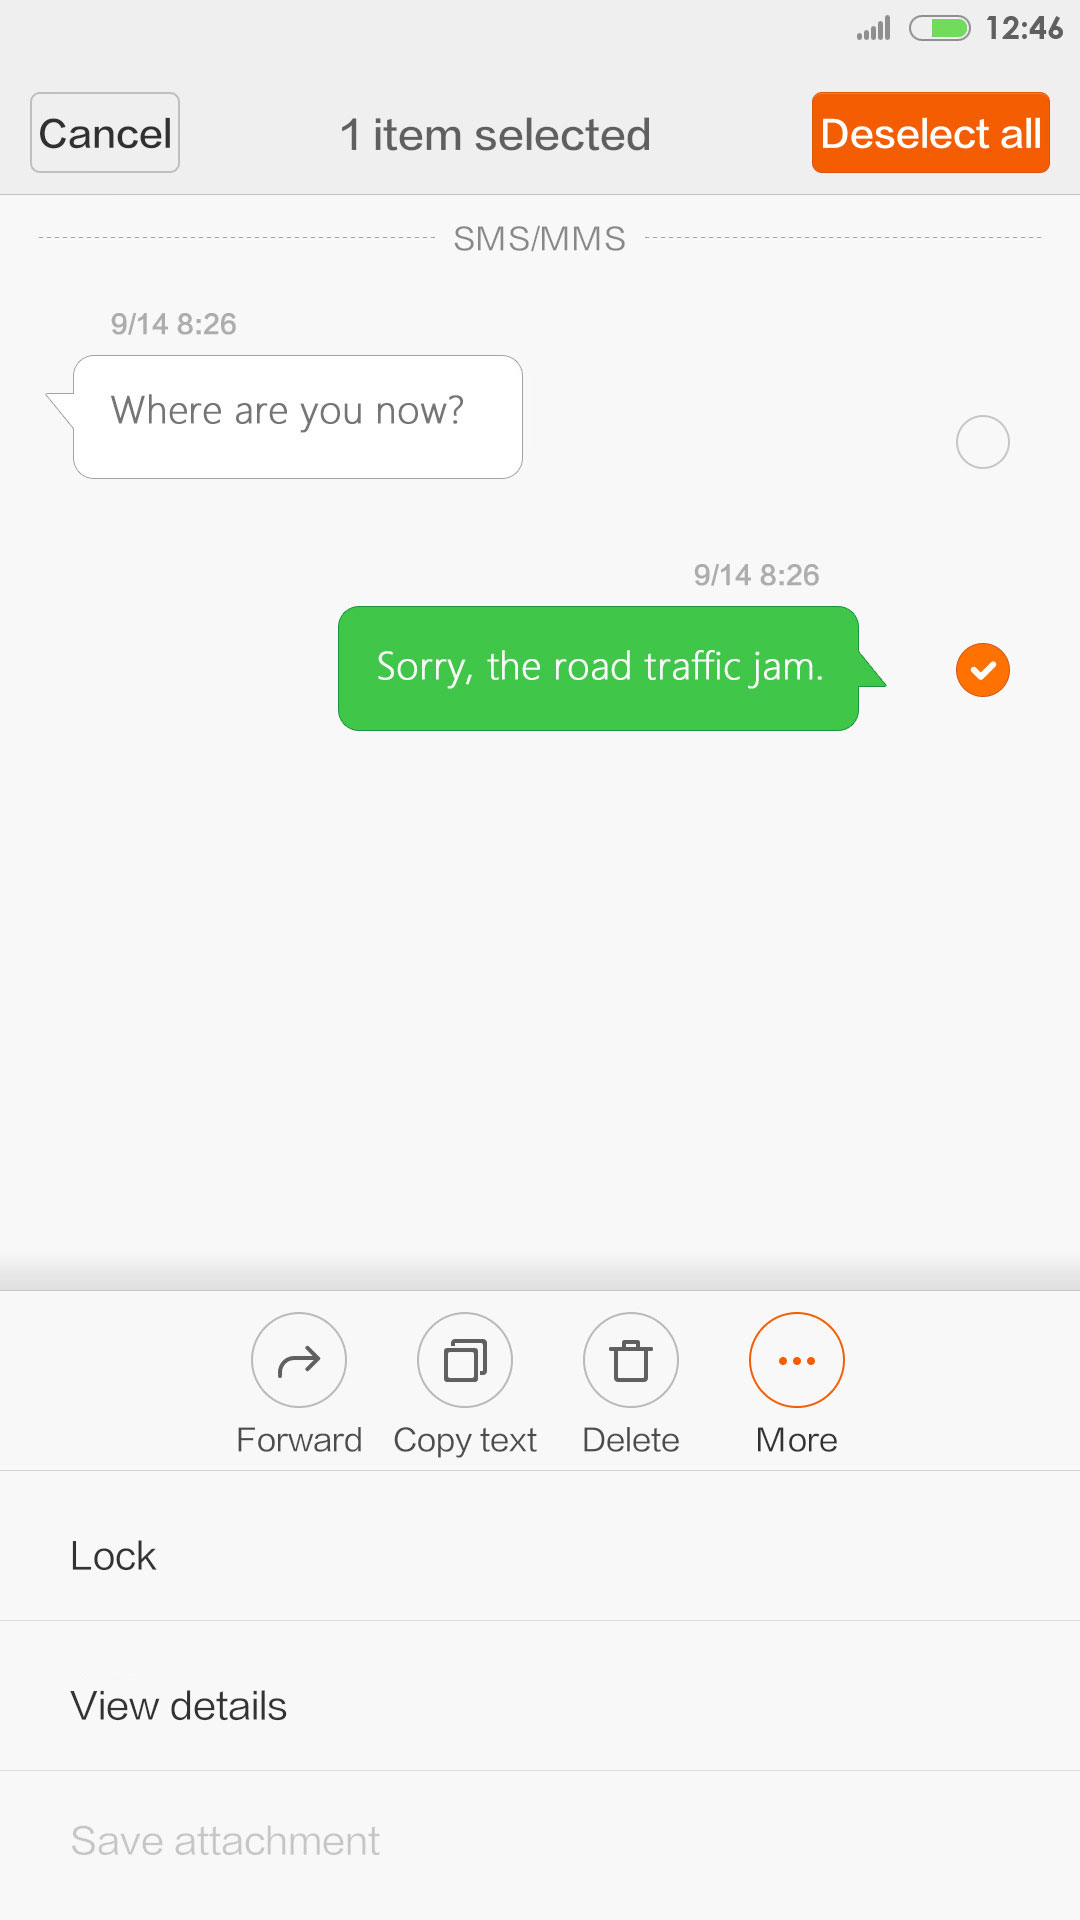 12:46
Cancel
1 item selected
Deselect all
SMS/MMS
9/14 8:26
Where are you now?
9/14 8:26
Sorry, the road traffic jam.
Forward
Copy text
Delete
More
Lock
View details
Save attachment